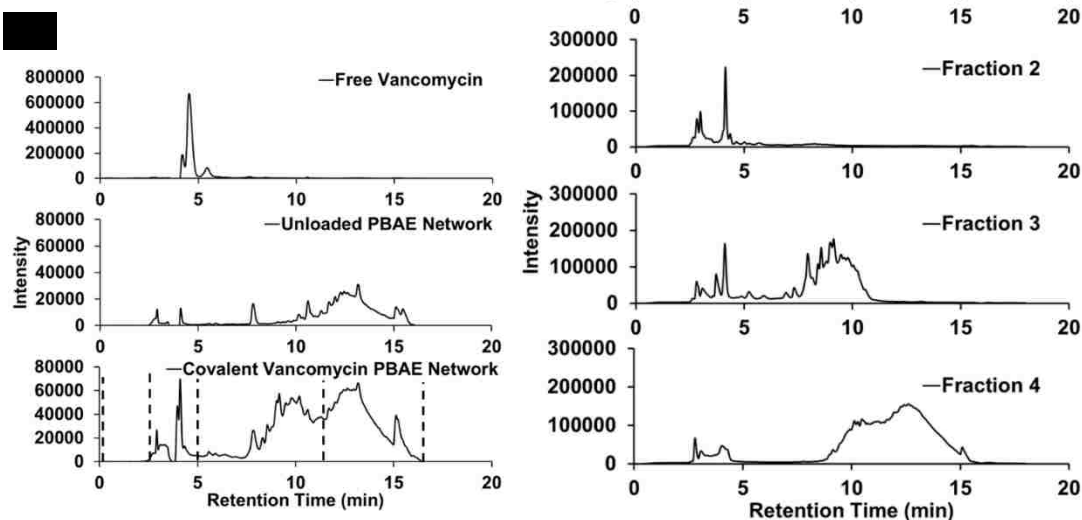 800000
600000
400000
200000
0
0 5 10 15 20
Free Vancomycin
80000
60000
40000
20000
0
0 5 10 15 20
Unloaded PBAE Network
Intensity
80000
60000
40000
20000
0
0 5 10 15 20
Covalent Vancomycin PBAE Network
Retention Time (min)
0 5 10 15 20
300000
200000
100000
0
0 5 10 15 20
Fraction 2
300000
200000
100000
0
0 5 10 15 20
Fraction 3
Intensity
300000
200000
100000
0
0 5 10 15 20
Fraction 4
Retention Time (min)